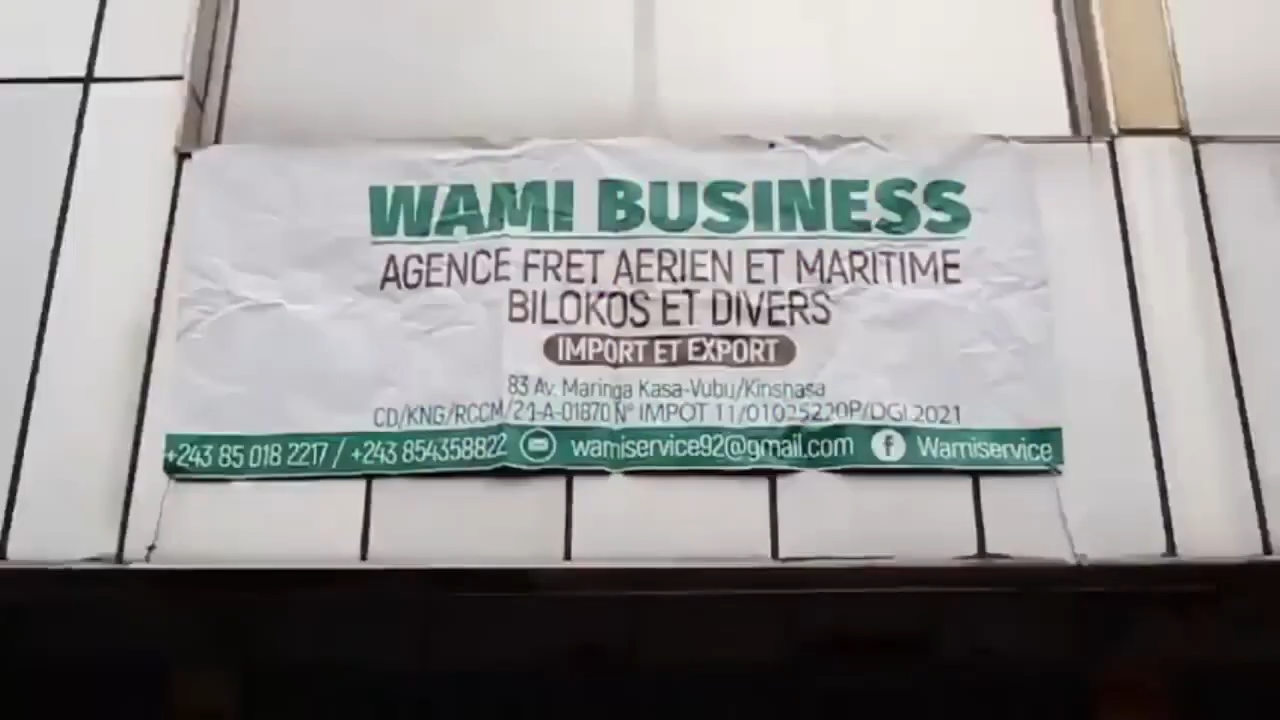 WAMI BUSINESS
AGENCE FRET AERIEN ET MARITIME
BILOKOS ET DIVERS
IMPORT ET EXPORT
83 Av. Maringa Kasa-Vubu/Kinshasa
CD/KNG/RCCM/21-A-01870 N° IMPOT 11/01025220P/DGI.2021
+243 85 018 2217 / +243 854358822 wamiservice92@gmail.com f Wamiservice